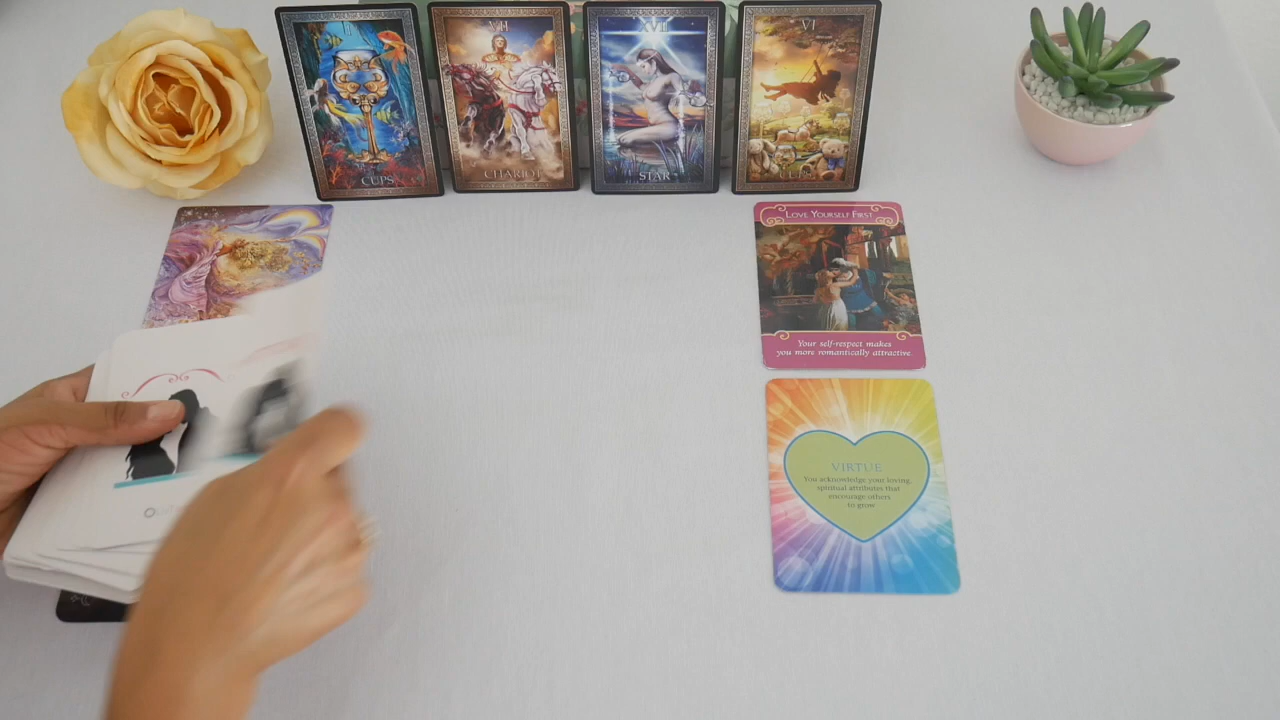 VII
XVII
VI
CUPS
CHARIOT
STAR
CUPS
LOVE YOURSELF FIRST
Your self-respect makes
you more romantically attractive.
VIRTUE
You acknowledge your loving,
spiritual attributes that
encourage others
to grow